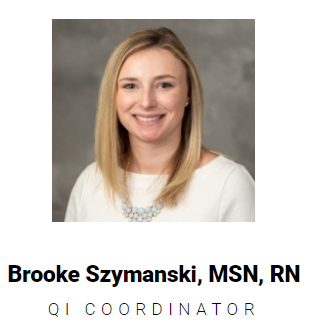 Brooke Szymanski, MSN, RN
QI COORDINATOR